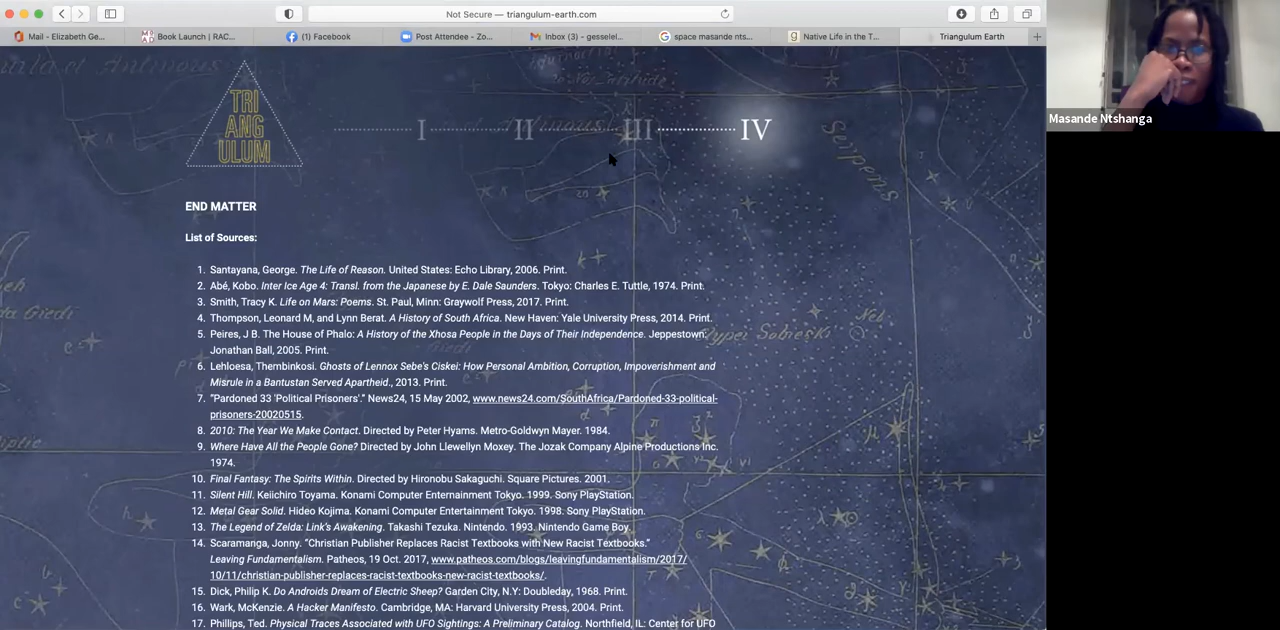 Not Secure — triangulum-earth.com
Mail - Elizabeth Ge...
Book Launch | RAC...
(1) Facebook
Post Attendee - Zo...
Inbox (3) - gesselel...
space masande nts...
Native Life in the T...
Triangulum Earth
Masande Ntshanga
TRI
ANG
ULUM
I
II
III
IV
Serpens
END MATTER
List of Sources:
1. Santayana, George. The Life of Reason. United States: Echo Library, 2006. Print.
2. Abé, Kobo. Inter Ice Age 4: Transl. from the Japanese by E. Dale Saunders. Tokyo: Charles E. Tuttle, 1974. Print.
3. Smith, Tracy K. Life on Mars: Poems. St. Paul, Minn: Graywolf Press, 2017. Print.
4. Thompson, Leonard M, and Lynn Berat. A History of South Africa. New Haven: Yale University Press, 2014. Print.
5. Peires, J B. The House of Phalo: A History of the Xhosa People in the Days of Their Independence. Jeppestown:
Jonathan Ball, 2005. Print.
6. Lehloesa, Thembinkosi. Ghosts of Lennox Sebe's Ciskei: How Personal Ambition, Corruption, Impoverishment and
Misrule in a Bantustan Served Apartheid., 2013. Print.
7. "Pardoned 33 'Political Prisoners'." News24, 15 May 2002, www.news24.com/SouthAfrica/Pardoned-33-political-
prisoners-20020515.
8. 2010: The Year We Make Contact. Directed by Peter Hyams. Metro-Goldwyn Mayer. 1984.
9. Where Have All the People Gone? Directed by John Llewellyn Moxey. The Jozak Company Alpine Productions Inc.
1974.
10. Final Fantasy: The Spirits Within. Directed by Hironobu Sakaguchi. Square Pictures. 2001.
11. Silent Hill. Keiichiro Toyama. Konami Computer Enternainment Tokyo. 1999. Sony PlayStation.
12. Metal Gear Solid. Hideo Kojima. Konami Computer Entertainment Tokyo. 1998. Sony PlayStation.
13. The Legend of Zelda: Link's Awakening. Takashi Tezuka. Nintendo. 1993. Nintendo Game Boy.
14. Scaramanga, Jonny. "Christian Publisher Replaces Racist Textbooks with New Racist Textbooks."
Leaving Fundamentalism. Patheos, 19 Oct. 2017, www.patheos.com/blogs/leavingfundamentalism/2017/
10/11/christian-publisher-replaces-racist-textbooks-new-racist-textbooks/.
15. Dick, Philip K. Do Androids Dream of Electric Sheep? Garden City, N.Y: Doubleday, 1968. Print.
16. Wark, McKenzie. A Hacker Manifesto. Cambridge, MA: Harvard University Press, 2004. Print.
17. Phillips, Ted. Physical Traces Associated with UFO Sightings: A Preliminary Catalog. Northfield, IL: Center for UFO